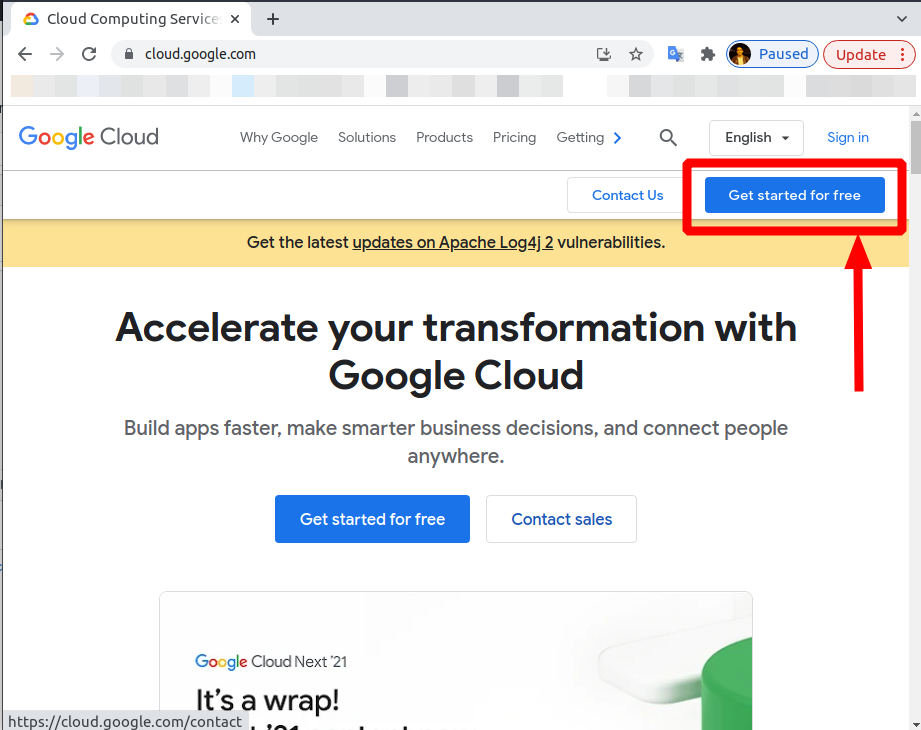 Cloud Computing Services
cloud.google.com
Paused
Update
Google Cloud
Why Google
Solutions
Products
Pricing
Getting
English
Sign in
Contact Us
Get started for free
Get the latest updates on Apache Log4j 2 vulnerabilities.
Accelerate your transformation with
Google Cloud
Build apps faster, make smarter business decisions, and connect people
anywhere.
Get started for free
Contact sales
Google Cloud Next '21
It's a wrap!
https://cloud.google.com/contact